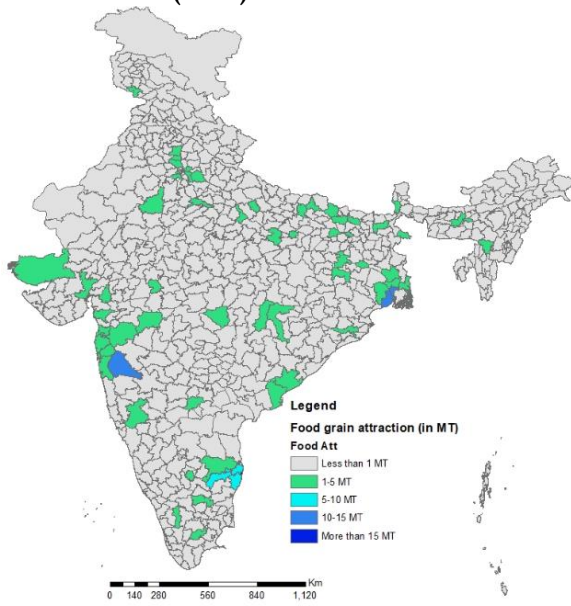 Legend
Food grain attraction (in MT)
Food Att
Less than 1 MT
1-5 MT
5-10 MT
10-15 MT
More than 15 MT
Km
0 140 280 560 840 1,120